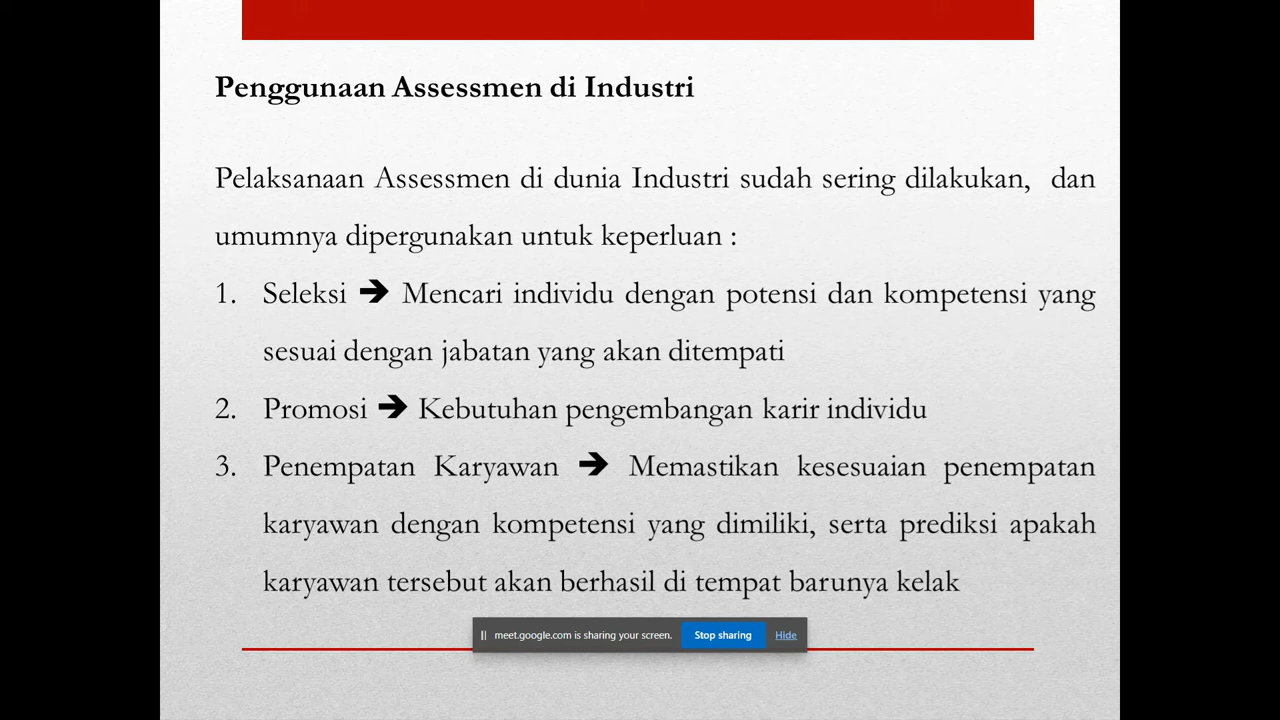 Penggunaan Assessmen di Industri
Pelaksanaan Assessmen di dunia Industri sudah sering dilakukan, dan
umumnya dipergunakan untuk keperluan :
1. Seleksi ➔ Mencari individu dengan potensi dan kompetensi yang
sesuai dengan jabatan yang akan ditempati
2. Promosi ➔ Kebutuhan pengembangan karir individu
3. Penempatan Karyawan ➔ Memastikan kesesuaian penempatan
karyawan dengan kompetensi yang dimiliki, serta prediksi apakah
karyawan tersebut akan berhasil di tempat barunya kelak
|| meet.google.com is sharing your screen. Stop sharing Hide